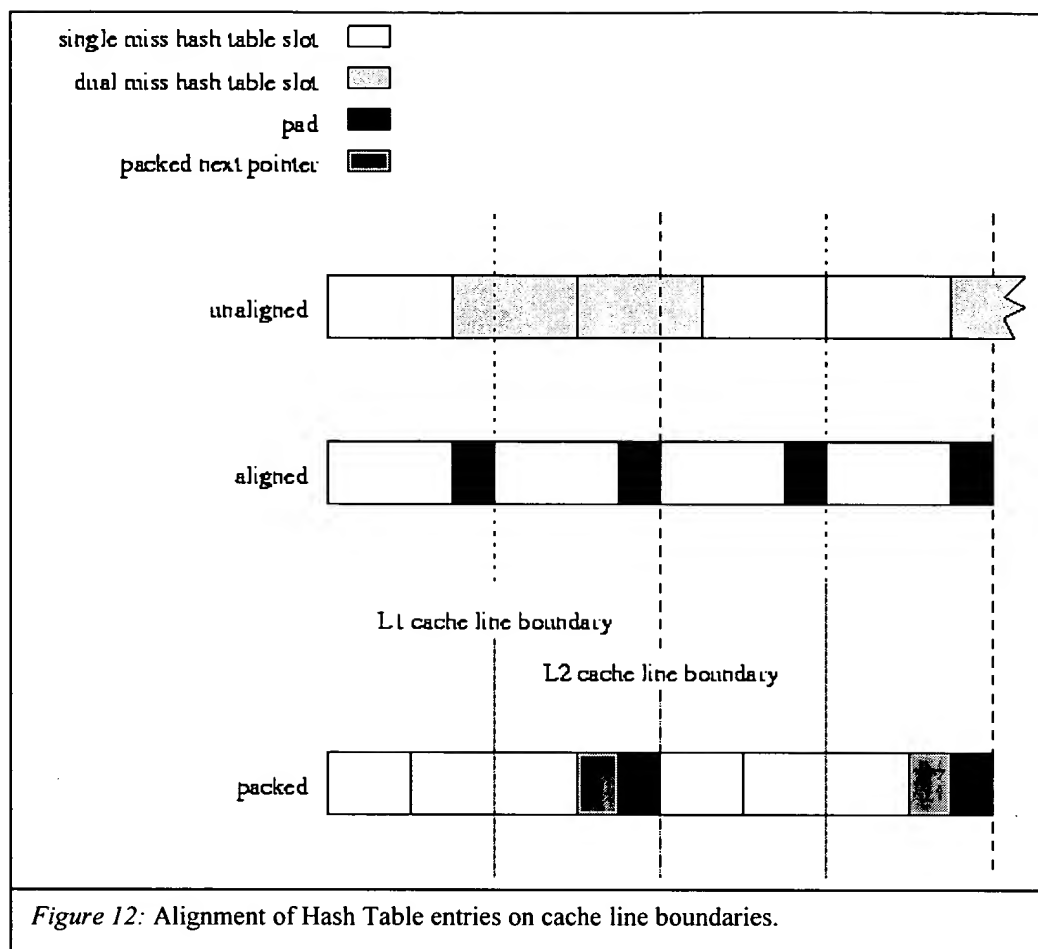 single miss hash table slot
dual miss hash table slot
pad
packed next pointer
unaligned
aligned
L1 cache line boundary
L2 cache line boundary
packed
Figure 12: Alignment of Hash Table entries on cache line boundaries.